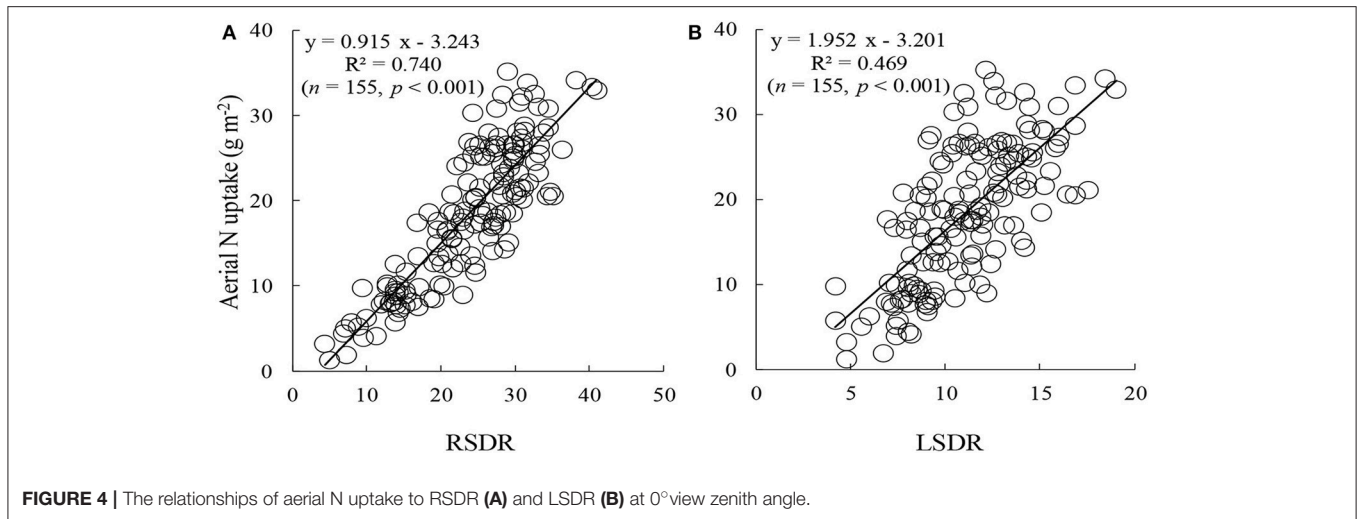 A
y = 0.915 x - 3.243
R² = 0.740
(n = 155, p < 0.001)
Aerial N uptake (g m⁻²)
40
30
20
10
0
0 10 20 30 40 50
RSDR
B
y = 1.952 x - 3.201
R² = 0.469
(n = 155, p < 0.001)
40
30
20
10
0
0 5 10 15 20
LSDR
FIGURE 4 | The relationships of aerial N uptake to RSDR (A) and LSDR (B) at 0°view zenith angle.